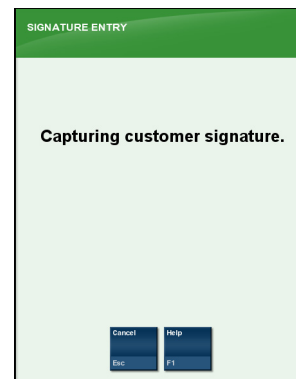 SIGNATURE ENTRY
Capturing customer signature.
Cancel Help
Esc F1